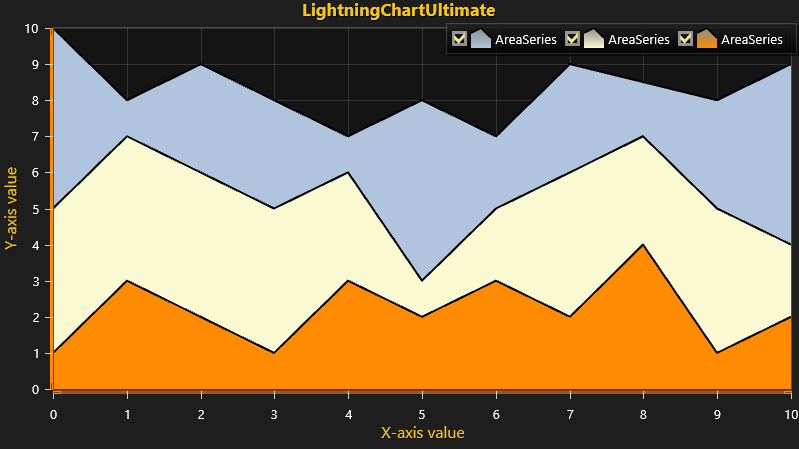 LightningChartUltimate
AreaSeries AreaSeries AreaSeries
Y-axis value
10
9
8
7
6
5
4
3
2
1
0
0 1 2 3 4 5 6 7 8 9 10
X-axis value